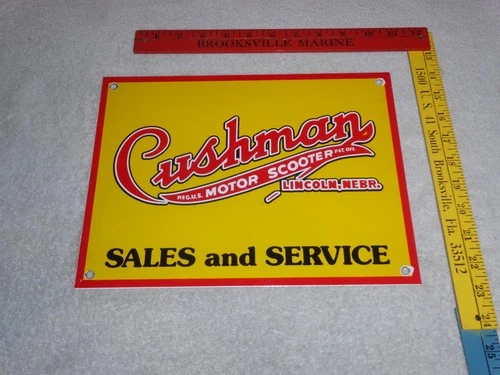 BROOKSVILLE MARINE
Cushman
REG.U.S. MOTOR SCOOTER PAT. OFF.
LINCOLN, NEBR.
SALES and SERVICE
1500 U. S. 41 South Brooksville, Fla. 33512